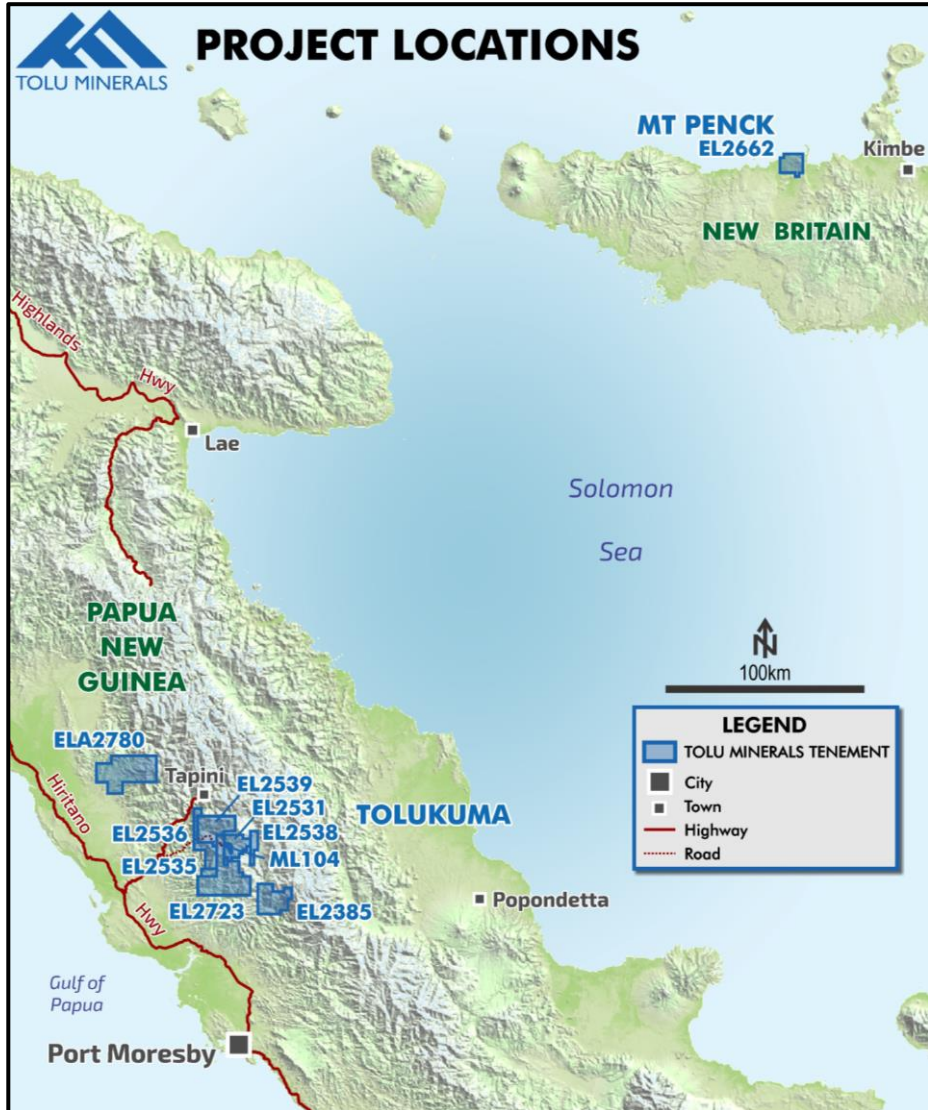 PROJECT LOCATIONS
TOLU MINERALS
MT PENCK
EL2662
Kimbe
NEW BRITAIN
Highlands
Hwy
Lae
Solomon
Sea
PAPUA
NEW
GUINEA
N
100km
LEGEND
TOLU MINERALS TENEMENT
City
Town
Highway
Road
ELA2780
Tapini
Hiritano
Hwy
EL2539
EL2531
TOLUKUMA
EL2536
EL2538
EL2535
ML104
EL2723
EL2385
Popondetta
Gulf of
Papua
Port Moresby